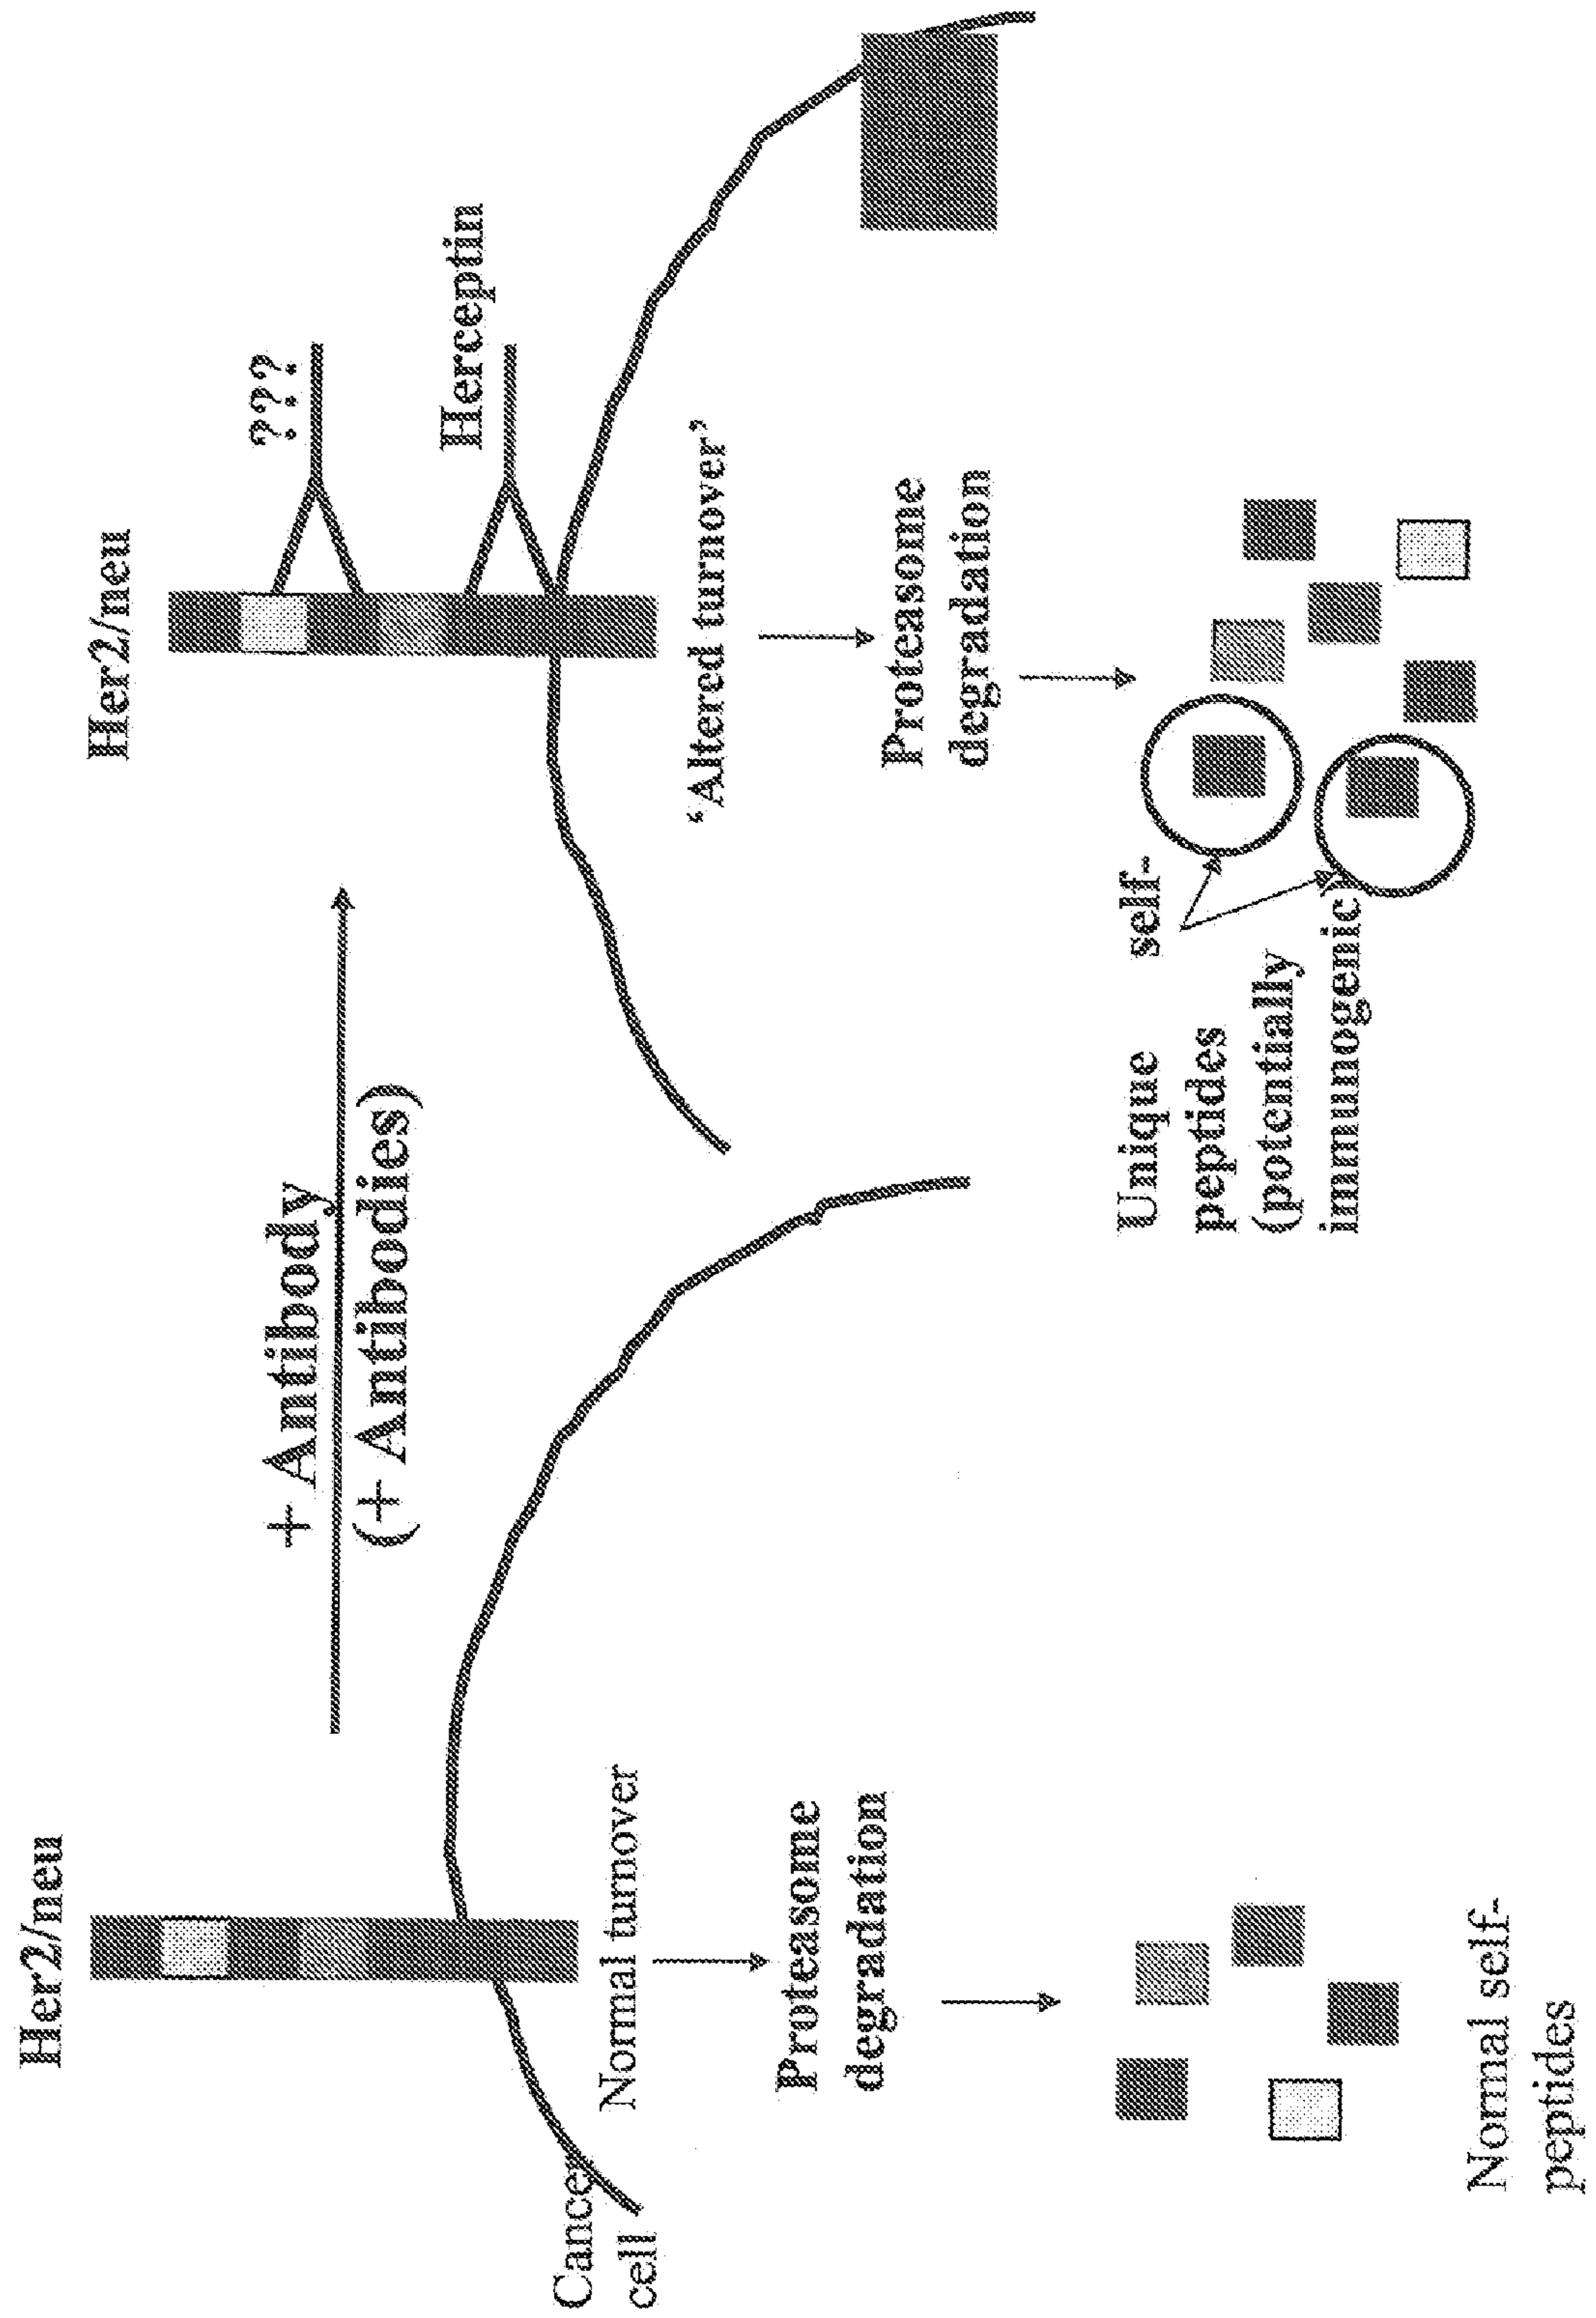 Her2/neu
Cancer
cell
Normal turnover
Proteasome
degradation
Normal self-
peptides
+ Antibody
(+ Antibodies)
Her2/neu
???
Herceptin
“Altered turnover”
Proteasome
degradation
Unique self-
peptides
(potentially
immunogenic)